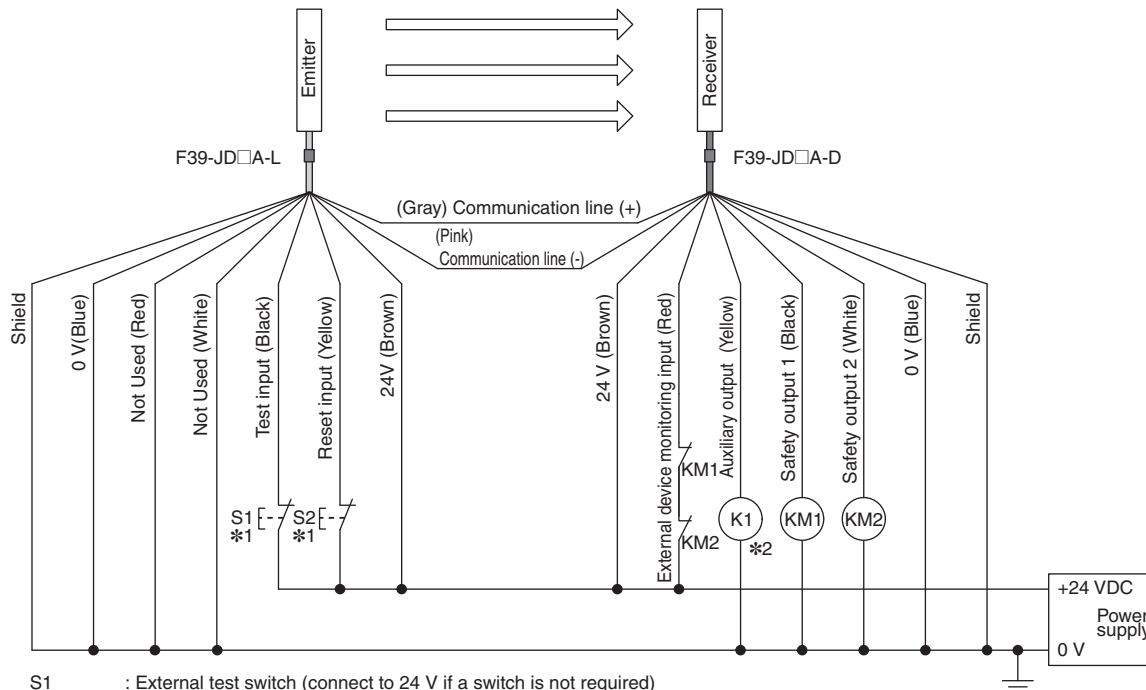 Emitter
Receiver
F39-JD□A-L
F39-JD□A-D
(Gray) Communication line (+)
(Pink)
Communication line (-)
Shield
0 V(Blue)
Not Used (Red)
Not Used (White)
Test input (Black)
Reset input (Yellow)
24V (Brown)
24 V (Brown)
External device monitoring input (Red)
Auxiliary output (Yellow)
Safety output 1 (Black)
Safety output 2 (White)
0 V (Blue)
Shield
KM1
S1
*1
S2
*1
KM2
K1
*2
KM1
KM2
+24 VDC
Power
supply
0 V
S1 : External test switch (connect to 24 V if a switch is not required)